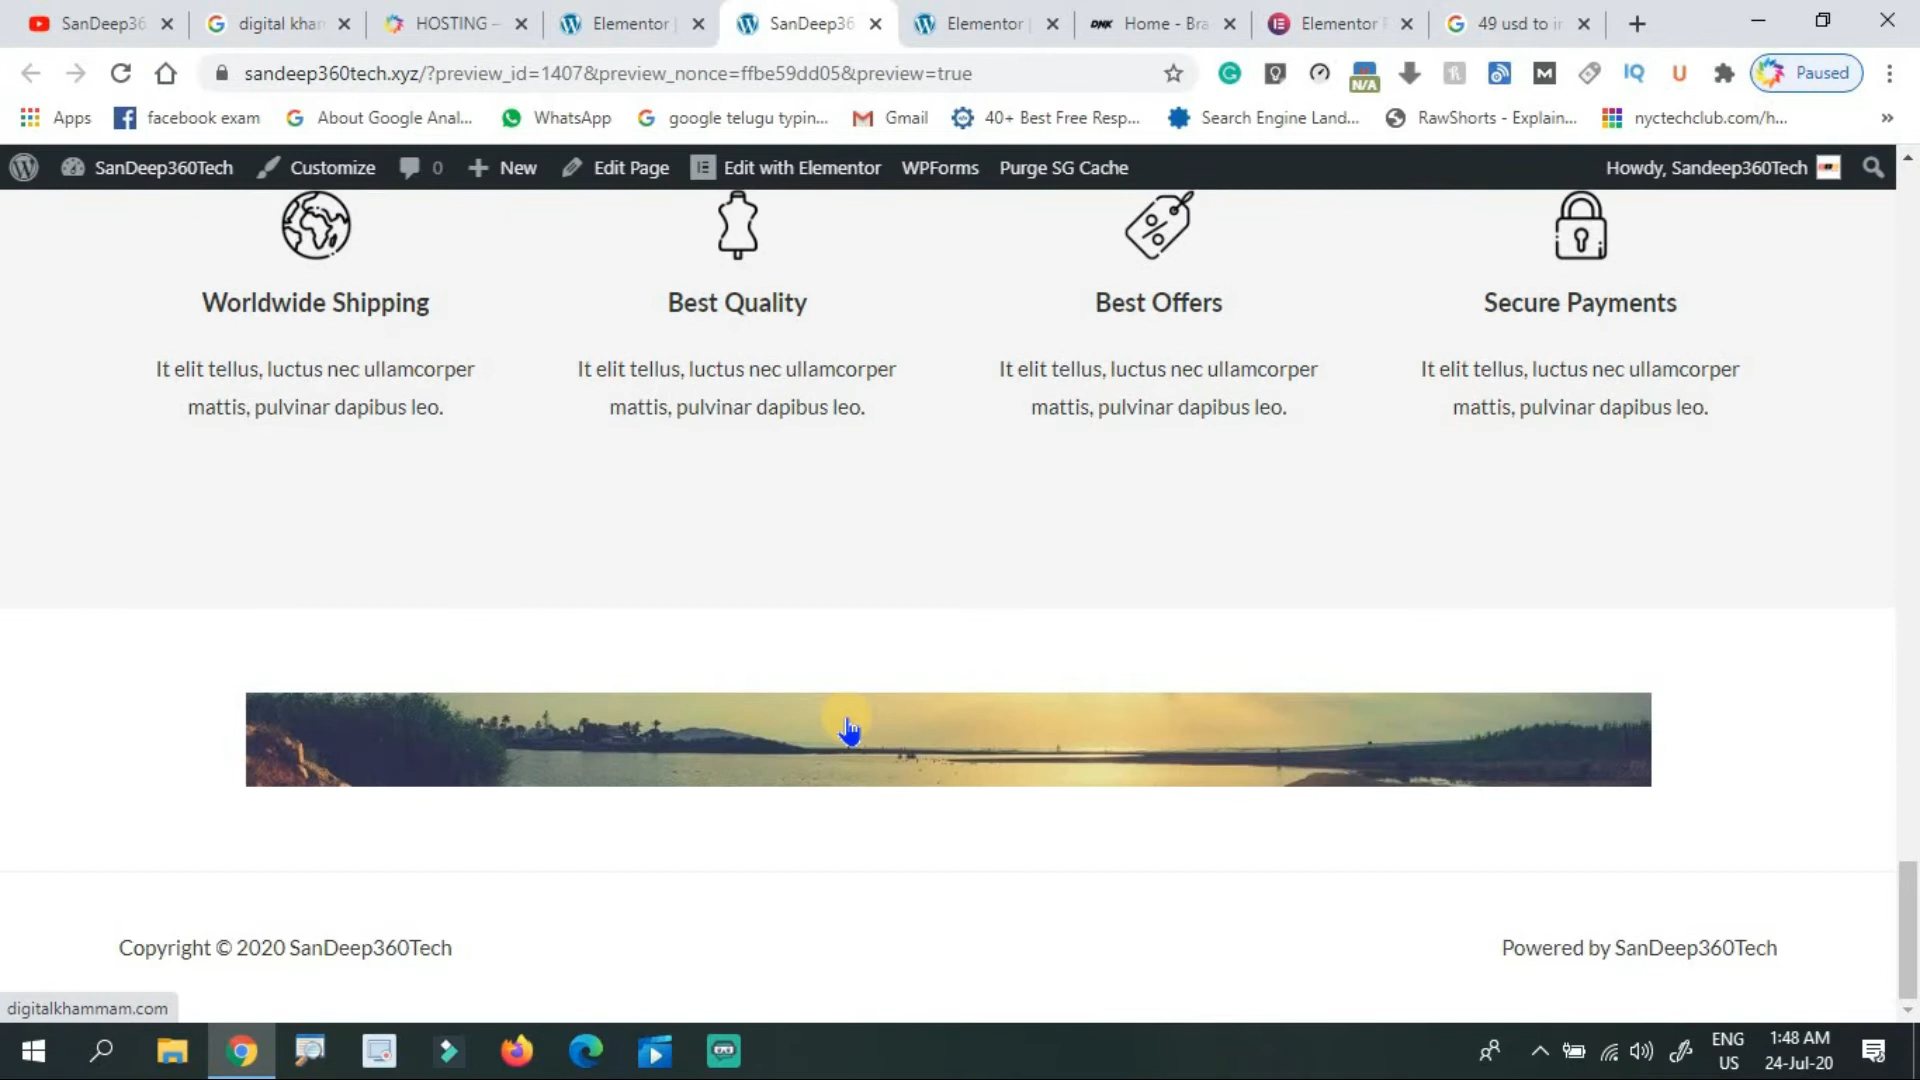 SanDeep36
digital khan
HOSTING –
Elementor
SanDeep36
Elementor
DNK Home - Bra
Elementor P
49 usd to in
sandeep360tech.xyz/?preview_id=1407&preview_nonce=ffbe59dd05&preview=true
N/A
IQ
U
Paused
Apps
facebook exam
About Google Anal...
WhatsApp
google telugu typin...
Gmail
40+ Best Free Resp...
Search Engine Land...
RawShorts - Explain...
nyctechclub.com/h...
»
SanDeep360Tech
Customize
0
New
Edit Page
Edit with Elementor
WPForms
Purge SG Cache
Howdy, Sandeep360Tech
Worldwide Shipping
It elit tellus, luctus nec ullamcorper
mattis, pulvinar dapibus leo.
Best Quality
It elit tellus, luctus nec ullamcorper
mattis, pulvinar dapibus leo.
Best Offers
It elit tellus, luctus nec ullamcorper
mattis, pulvinar dapibus leo.
Secure Payments
It elit tellus, luctus nec ullamcorper
mattis, pulvinar dapibus leo.
Copyright © 2020 SanDeep360Tech
Powered by SanDeep360Tech
digitalkhammam.com
ENG
US
1:48 AM
24-Jul-20